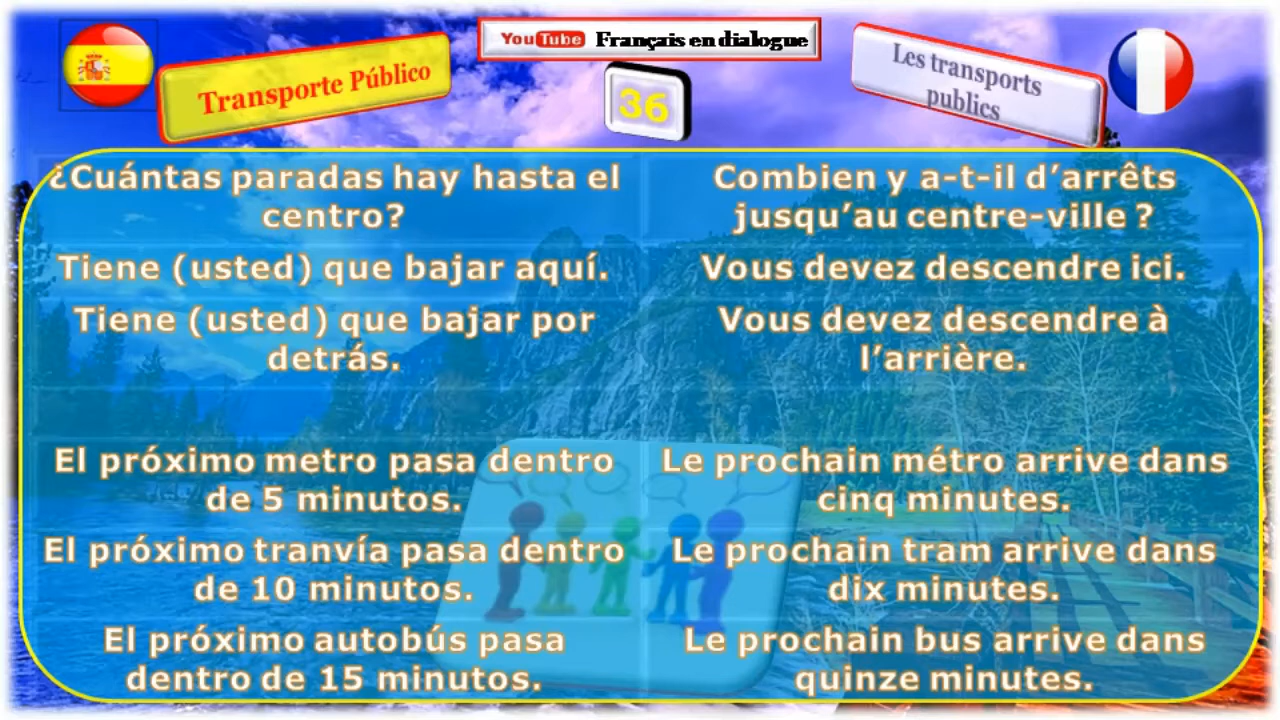 YouTube Français en dialogue
Transporte Público
36
Les transports
publics
¿Cuántas paradas hay hasta el
centro?
Combien y a-t-il d’arrêts
jusqu’au centre-ville ?
Tiene (usted) que bajar aquí.
Vous devez descendre ici.
Tiene (usted) que bajar por
detrás.
Vous devez descendre à
l’arrière.
El próximo metro pasa dentro
de 5 minutos.
Le prochain métro arrive dans
cinq minutes.
El próximo tranvía pasa dentro
de 10 minutos.
Le prochain tram arrive dans
dix minutes.
El próximo autobús pasa
dentro de 15 minutos.
Le prochain bus arrive dans
quinze minutes.